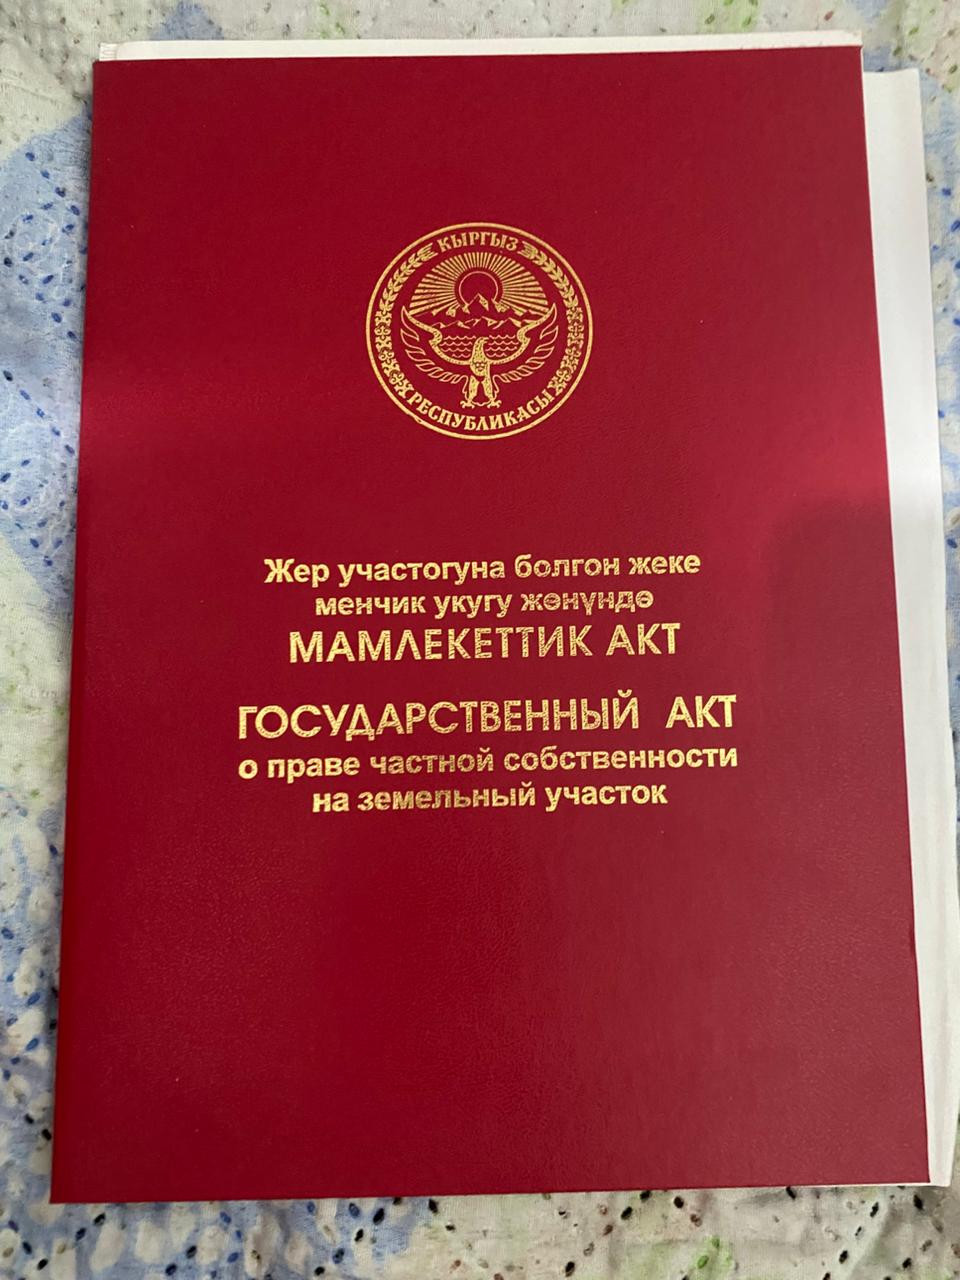 КЫРГЫЗ
РЕСПУБЛИКАСЫ
Жер участогуна болгон жеке
менчик укугу жөнүндө
МАМЛЕКЕТТИК АКТ
ГОСУДАРСТВЕННЫЙ АКТ
о праве частной собственности
на земельный участок